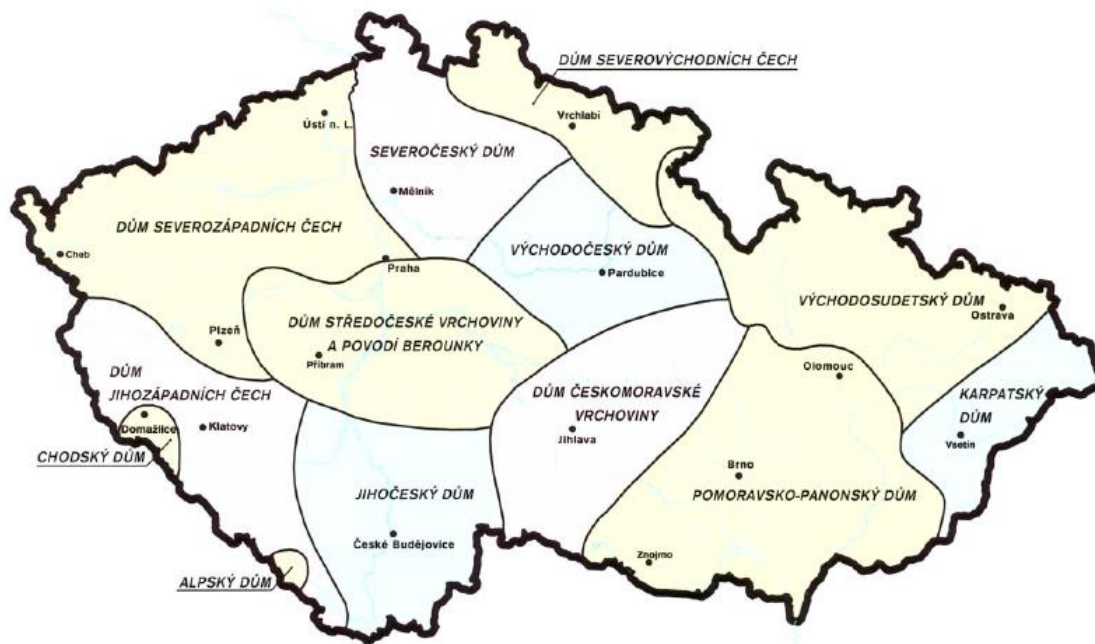 DŮM SEVEROVÝCHODNÍCH ČECH
Vrchlabí
Ústí n. L.
SEVEROČESKÝ DŮM
Mělník
DŮM SEVEROZÁPADNÍCH ČECH
Cheb
Praha
VÝCHODOČESKÝ DŮM
Pardubice
VÝCHODOSUDETSKÝ DŮM
Ostrava
DŮM STŘEDOČESKÉ VRCHOVINY
A POVODÍ BEROUNKY
Plzeň
Příbram
DŮM
JIHOZÁPADNÍCH ČECH
Domažlice
Klatovy
CHODSKÝ DŮM
DŮM ČESKOMORAVSKÉ
VRCHOVINY
Jihlava
Olomouc
KARPATSKÝ
DŮM
Vsetín
Brno
POMORAVSKO-PANONSKÝ DŮM
JIHOČESKÝ DŮM
České Budějovice
Znojmo
ALPSKÝ DŮM